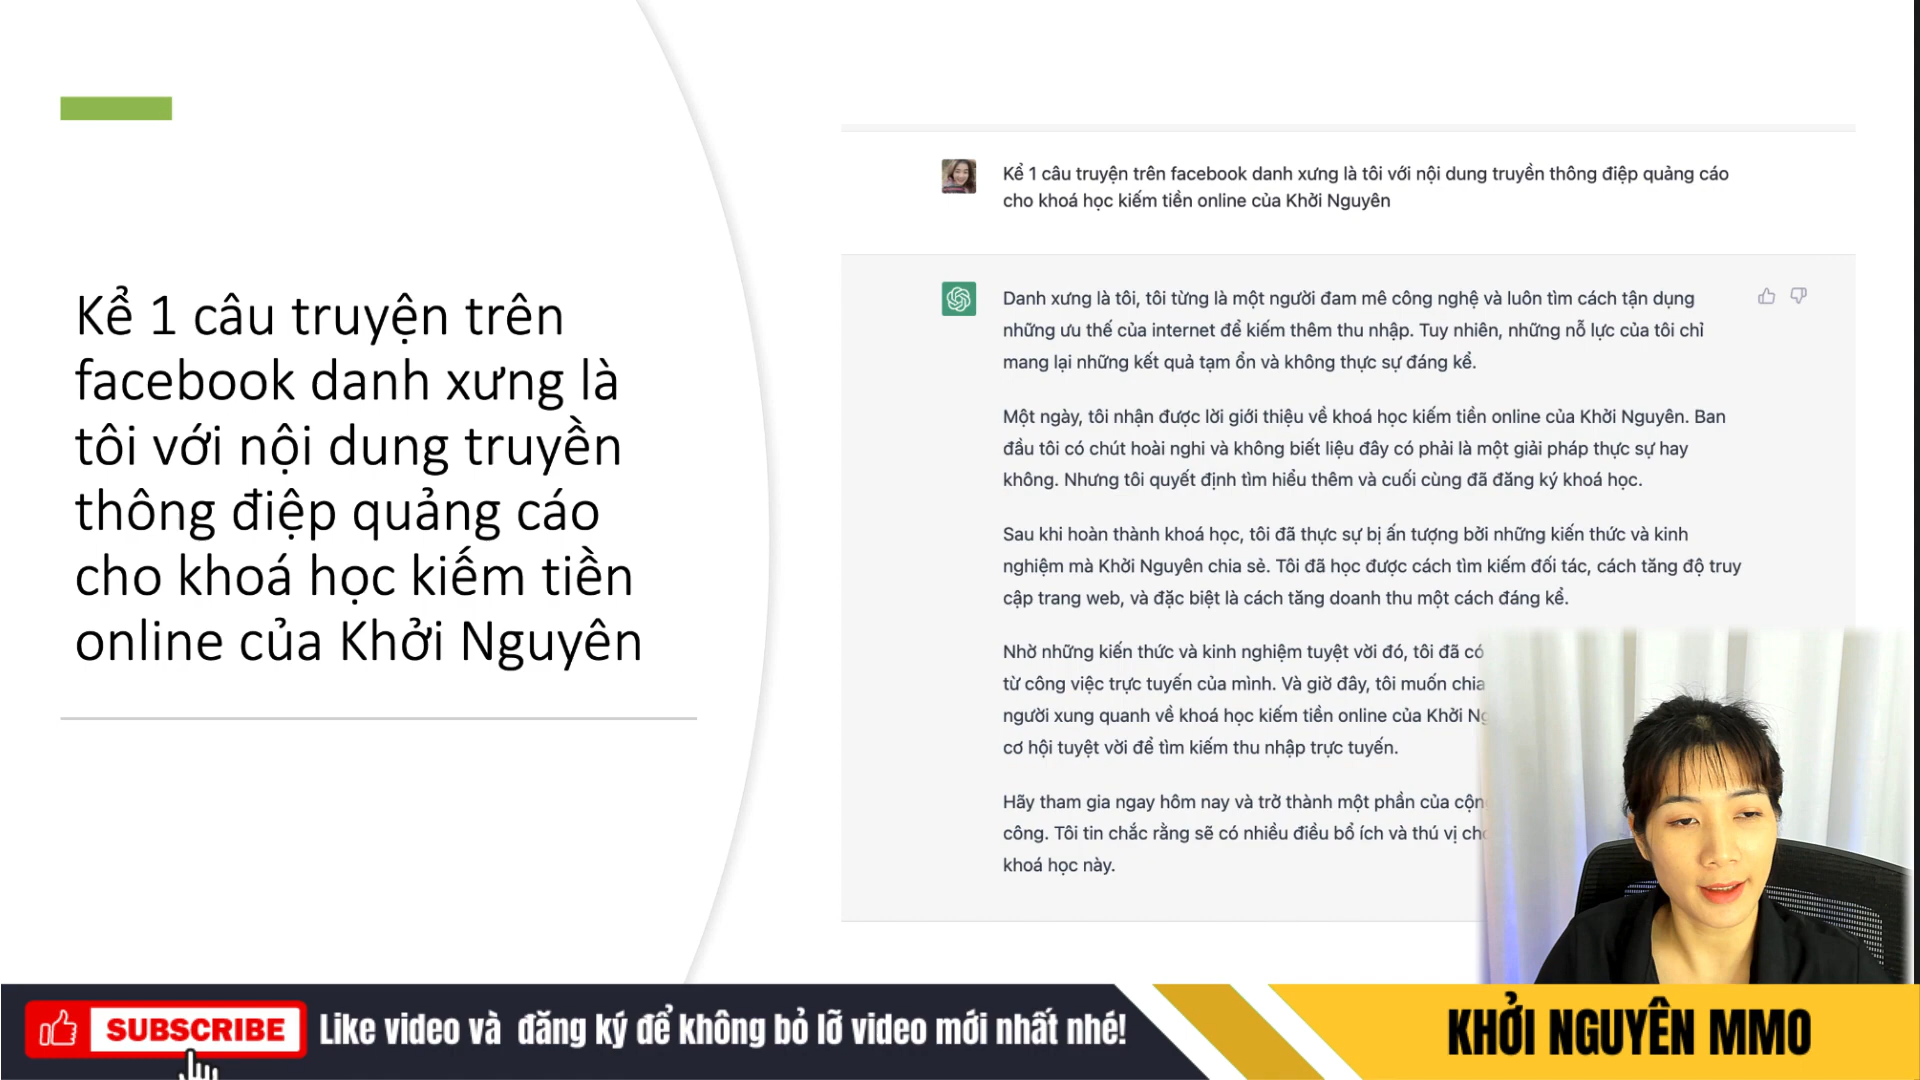 Kể 1 câu truyện trên
facebook danh xưng là
tôi với nội dung truyền
thông điệp quảng cáo
cho khoá học kiếm tiền
online của Khởi Nguyên
Kể 1 câu truyện trên facebook danh xưng là tôi với nội dung truyền thông điệp quảng cáo
cho khoá học kiếm tiền online của Khởi Nguyên
Danh xưng là tôi, tôi từng là một người đam mê công nghệ và luôn tìm cách tận dụng
những ưu thế của internet để kiếm thêm thu nhập. Tuy nhiên, những nỗ lực của tôi chỉ
mang lại những kết quả tạm ổn và không thực sự đáng kể.
Một ngày, tôi nhận được lời giới thiệu về khoá học kiếm tiền online của Khởi Nguyên. Ban
đầu tôi có chút hoài nghi và không biết liệu đây có phải là một giải pháp thực sự hay
không. Nhưng tôi quyết định tìm hiểu thêm và cuối cùng đã đăng ký khoá học.
Sau khi hoàn thành khoá học, tôi đã thực sự bị ấn tượng bởi những kiến thức và kinh
nghiệm mà Khởi Nguyên chia sẻ. Tôi đã học được cách tìm kiếm đối tác, cách tăng độ truy
cập trang web, và đặc biệt là cách tăng doanh thu một cách đáng kể.
Nhờ những kiến thức và kinh nghiệm tuyệt vời đó, tôi đã có
từ công việc trực tuyến của mình. Và giờ đây, tôi muốn chia
người xung quanh về khoá học kiếm tiền online của Khởi
cơ hội tuyệt vời để tìm kiếm thu nhập trực tuyến.
Hãy tham gia ngay hôm nay và trở thành một phần của
công. Tôi tin chắc rằng sẽ có nhiều điều bổ ích và thú vị
khoá học này.
SUBSCRIBE
Like video và đăng ký để không bỏ lỡ video mới nhất nhé!
KHỞI NGUYÊN MMO